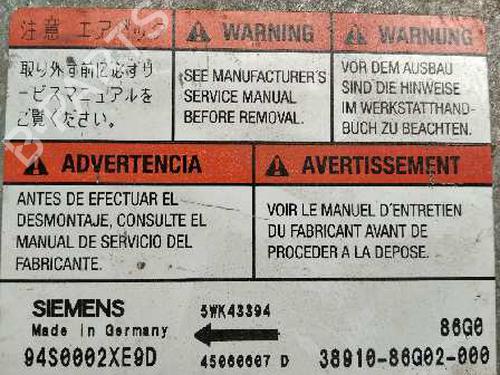 注意 エアバッグ
取り外す前に必ずサ
ービスマニュアルを
ご覧ください。
WARNING
SEE MANUFACTURER'S
SERVICE MANUAL
BEFORE REMOVAL.
WARNUNG
VOR DEM AUSBAU
SIND DIE HINWEISE
IM WERKSTATTHAND-
BUCH ZU BEACHTEN.
ADVERTENCIA
ANTES DE EFECTUAR EL
DESMONTAJE, CONSULTE EL
MANUAL DE SERVICIO DEL
FABRICANTE.
AVERTISSEMENT
VOIR LE MANUEL D'ENTRETIEN
DU FABRICANT AVANT DE
PROCEDER A LA DEPOSE.
SIEMENS
Made in Germany
94S0002XE9D
5WK43394
45060607 D
86G0
38910-86G02-000